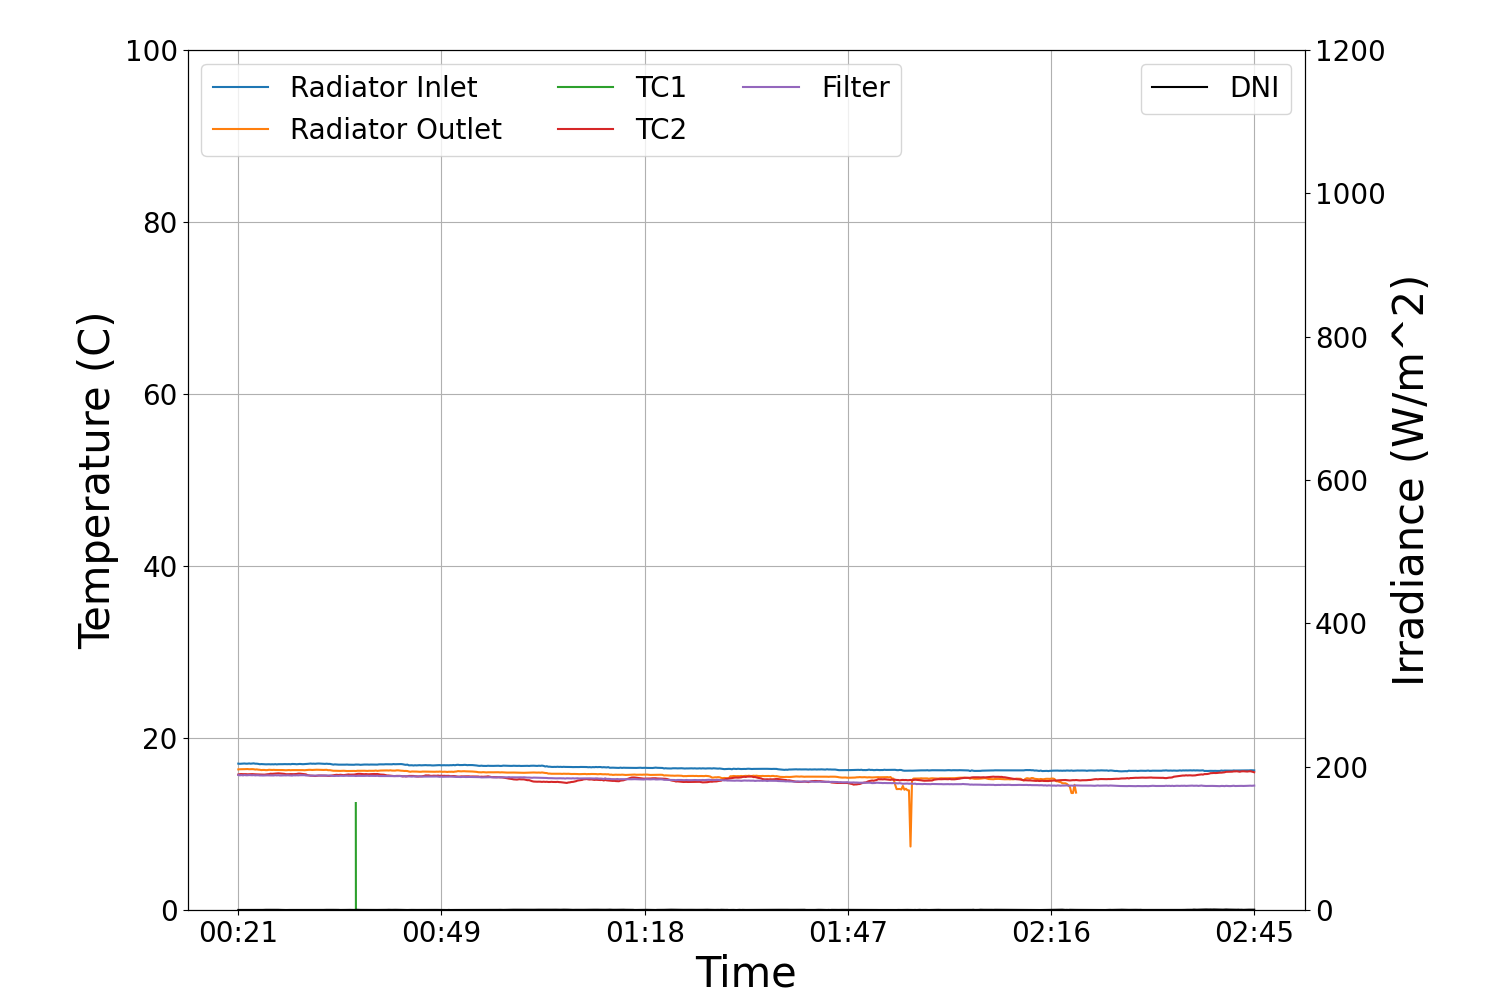 Radiator Inlet
Radiator Outlet
TC1
TC2
Filter
DNI
Temperature (C)
100
80
60
40
20
0
Irradiance (W/m^2)
1200
1000
800
600
400
200
0
00:21
00:49
01:18
01:47
02:16
02:45
Time